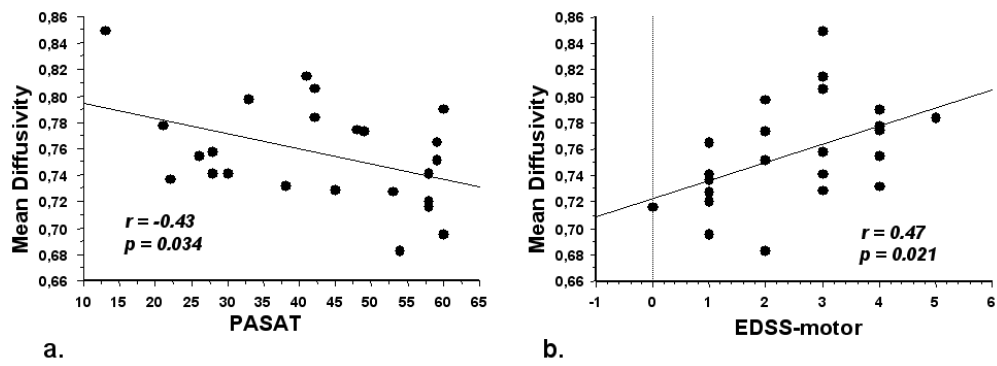 0,86
0,84
0,82
0,80
0,78
0,76
0,74
0,72
0,70
0,68
0,66
Mean Diffusivity
r = -0.43
p = 0.034
10 15 20 25 30 35 40 45 50 55 60 65
PASAT
a.
0,86
0,84
0,82
0,80
0,78
0,76
0,74
0,72
0,70
0,68
0,66
Mean Diffusivity
r = 0.47
p = 0.021
-1 0 1 2 3 4 5 6
EDSS-motor
b.